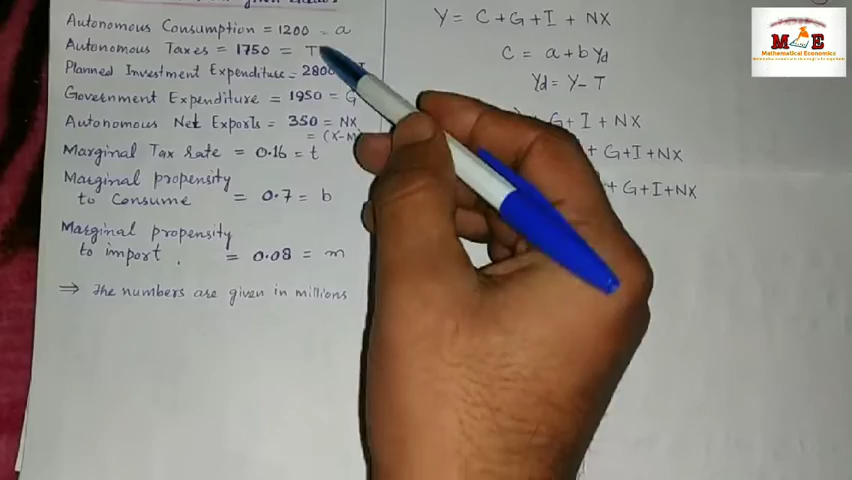 Autonomous Consumption = 1200 = a
Autonomous Taxes = 1750 = T
Planned Investment Expenditure = 2800
Government Expenditure = 1950 = G
Autonomous Net Exports = 350 = NX
= (X-M)
Marginal Tax rate = 0.16 = t
Marginal propensity
to Consume = 0.7 = b
Marginal propensity
to import . = 0.08 = m
⇒ The numbers are given in millions
Y = C + G + I + NX
C = a + b Yd
Yd = Y - T
G + I + NX
+ G+I+NX
+ G+I+NX
M E
Mathematical Economics